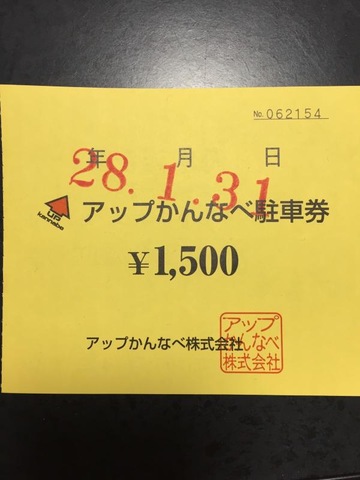 No. 062154
年 月 日
28.1.31
UP
kannabe
アップかんなべ駐車券
¥1,500
アップかんなべ株式会社
アップ
かんなべ
株式会社